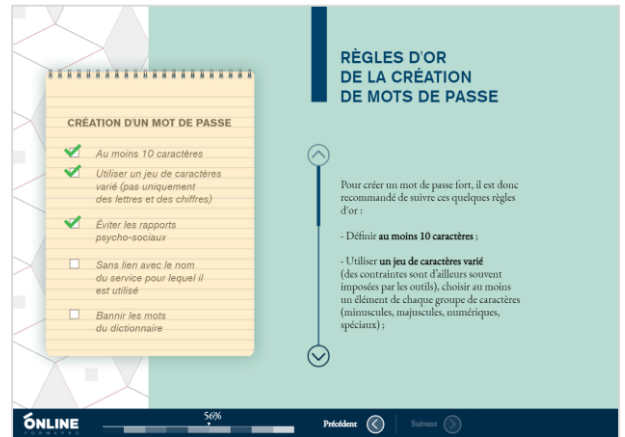 RÈGLES D'OR
DE LA CRÉATION
DE MOTS DE PASSE
CRÉATION D'UN MOT DE PASSE
Au moins 10 caractères
Utiliser un jeu de caractères
varié (pas uniquement
des lettres et des chiffres)
Éviter les rapports
psycho-sociaux
Sans lien avec le nom
du service pour lequel il
est utilisé
Bannir les mots
du dictionnaire
Pour créer un mot de passe fort, il est donc
recommandé de suivre ces quelques règles
d'or :
- Définir au moins 10 caractères ;
- Utiliser un jeu de caractères varié
(des contraintes sont d'ailleurs souvent
imposées par les outils), choisir au moins
un élément de chaque groupe de caractères
(minuscules, majuscules, numériques,
spéciaux) ;
ONLINE
FORMAPRO
56%
Précédent
Suivant